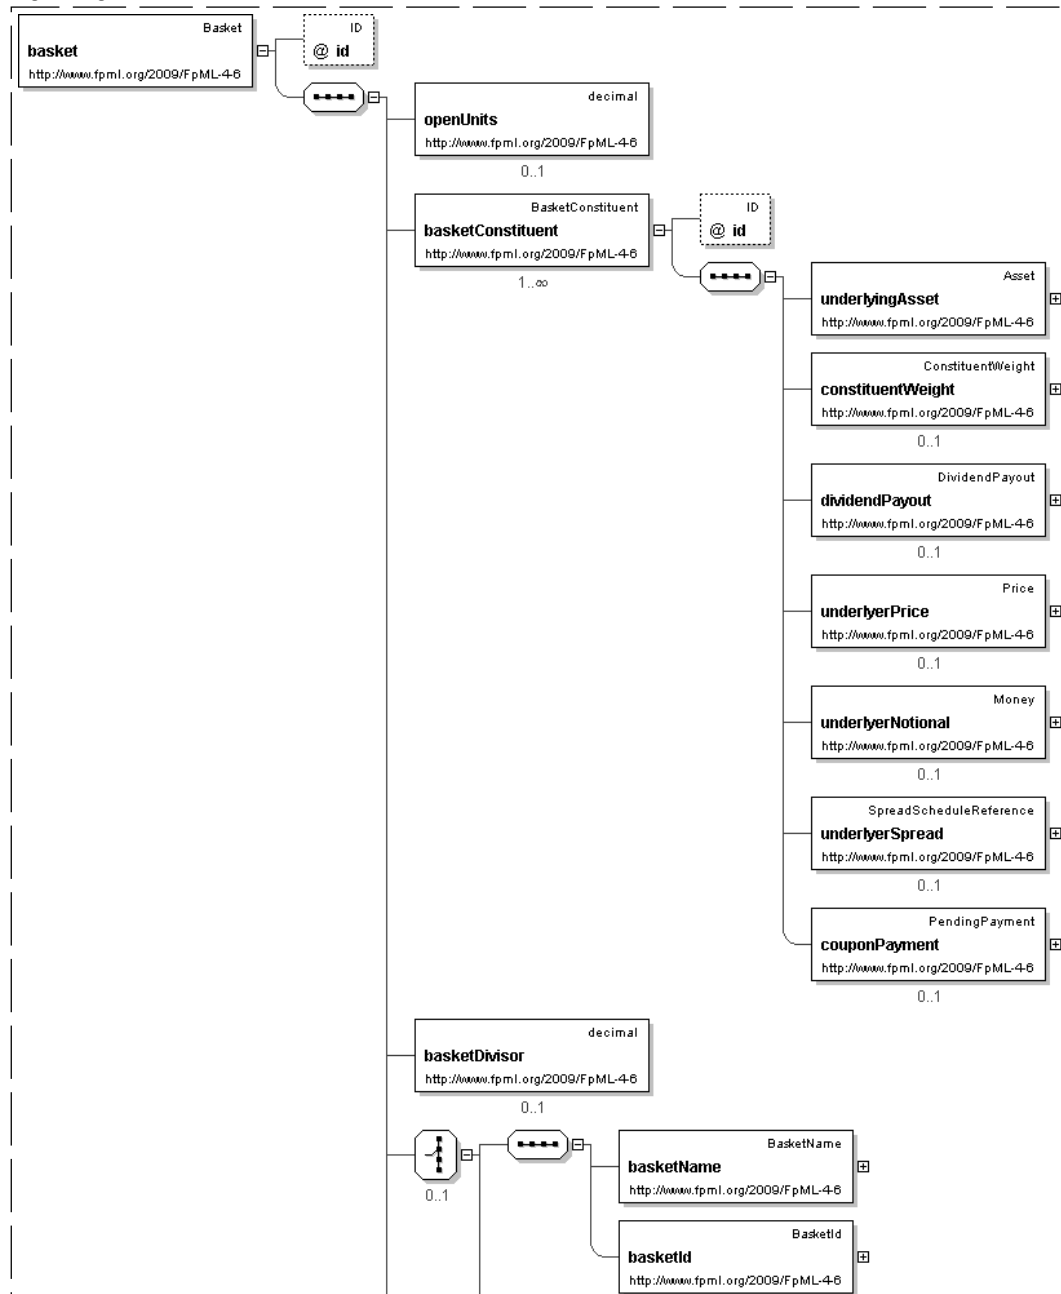 Basket
basket
http://www.fpml.org/2009/FpML-4-6
ID
@ id
decimal
openUnits
http://www.fpml.org/2009/FpML-4-6
0..1
BasketConstituent
basketConstituent
http://www.fpml.org/2009/FpML-4-6
1..∞
ID
@ id
Asset
underlyingAsset
http://www.fpml.org/2009/FpML-4-6
ConstituentWeight
constituentWeight
http://www.fpml.org/2009/FpML-4-6
0..1
DividendPayout
dividendPayout
http://www.fpml.org/2009/FpML-4-6
0..1
Price
underlyerPrice
http://www.fpml.org/2009/FpML-4-6
0..1
Money
underlyerNotional
http://www.fpml.org/2009/FpML-4-6
0..1
SpreadScheduleReference
underlyerSpread
http://www.fpml.org/2009/FpML-4-6
0..1
PendingPayment
couponPayment
http://www.fpml.org/2009/FpML-4-6
0..1
decimal
basketDivisor
http://www.fpml.org/2009/FpML-4-6
0..1
0..1
BasketName
basketName
http://www.fpml.org/2009/FpML-4-6
BasketId
basketId
http://www.fpml.org/2009/FpML-4-6